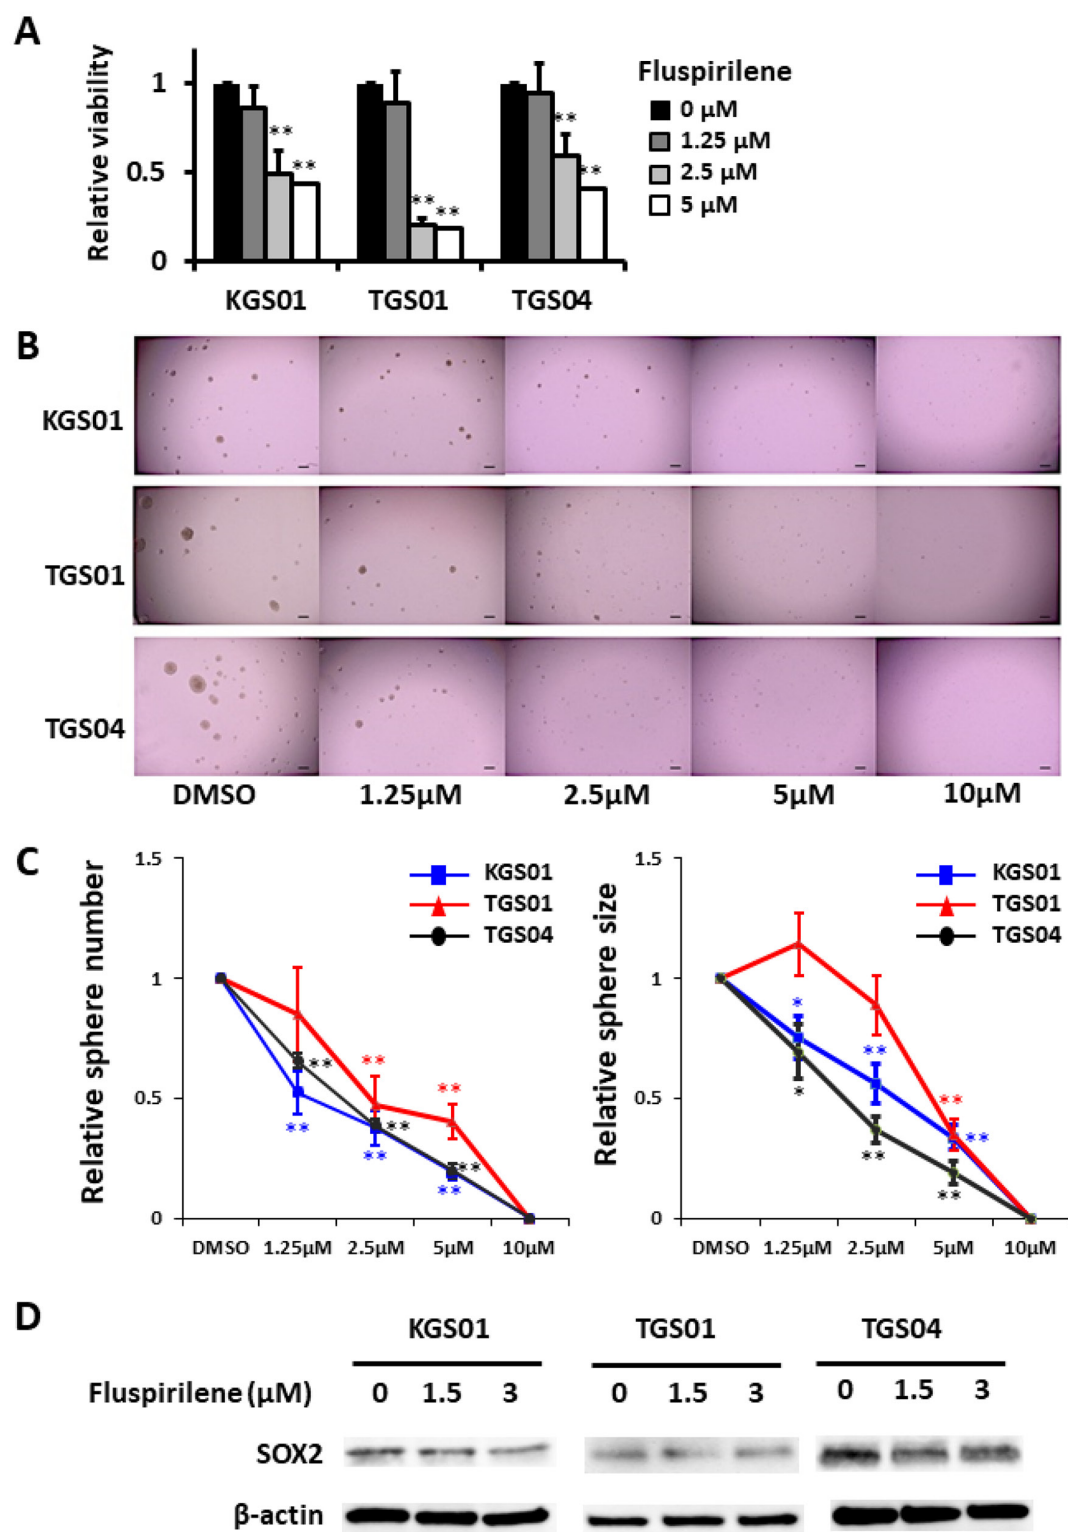 A
Relative viability
1
0.5
0
** **
** **
** **
KGS01 TGS01 TGS04
Fluspirilene
0 µM
1.25 µM
2.5 µM
5 µM
B
KGS01
TGS01
TGS04
DMSO 1.25µM 2.5µM 5µM 10µM
C
Relative sphere number
1.5
1
0.5
0
KGS01
TGS01
TGS04
**
**
**
**
**
**
**
**
DMSO 1.25µM 2.5µM 5µM 10µM
Relative sphere size
1.5
1
0.5
0
KGS01
TGS01
TGS04
*
*
**
**
**
**
**
DMSO 1.25µM 2.5µM 5µM 10µM
D
KGS01 TGS01 TGS04
Fluspirilene (µM) 0 1.5 3 0 1.5 3 0 1.5 3
SOX2
β-actin